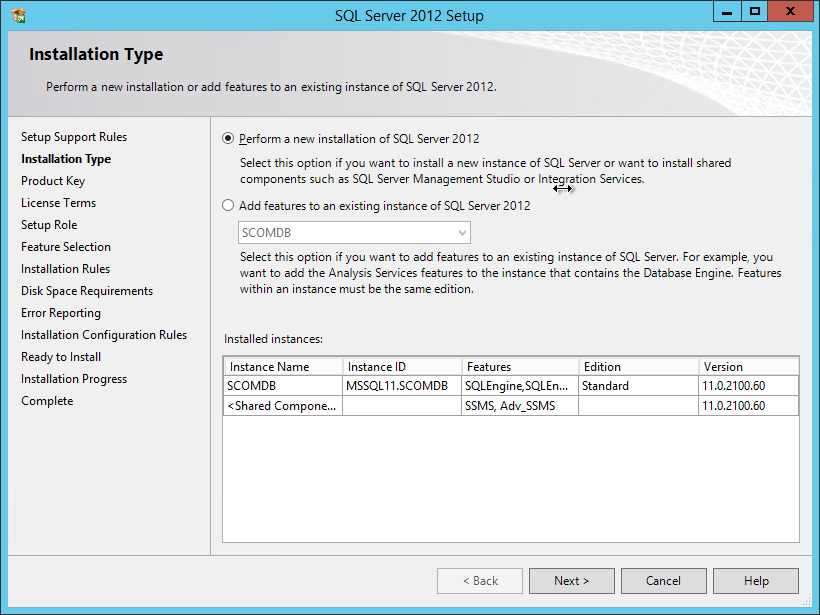 SQL Server 2012 Setup
Installation Type
Perform a new installation or add features to an existing instance of SQL Server 2012.
Setup Support Rules
Installation Type
Product Key
License Terms
Setup Role
Feature Selection
Installation Rules
Disk Space Requirements
Error Reporting
Installation Configuration Rules
Ready to Install
Installation Progress
Complete
Perform a new installation of SQL Server 2012
Select this option if you want to install a new instance of SQL Server or want to install shared
components such as SQL Server Management Studio or Integration Services.
Add features to an existing instance of SQL Server 2012
SCOMDB
Select this option if you want to add features to an existing instance of SQL Server. For example, you
want to add the Analysis Services features to the instance that contains the Database Engine. Features
within an instance must be the same edition.
Installed instances:
Instance Name Instance ID Features Edition Version
SCOMDB MSSQL11.SCOMDB SQLEngine,SQLEn... Standard 11.0.2100.60
<Shared Compone... SSMS, Adv_SSMS 11.0.2100.60
< Back Next > Cancel Help